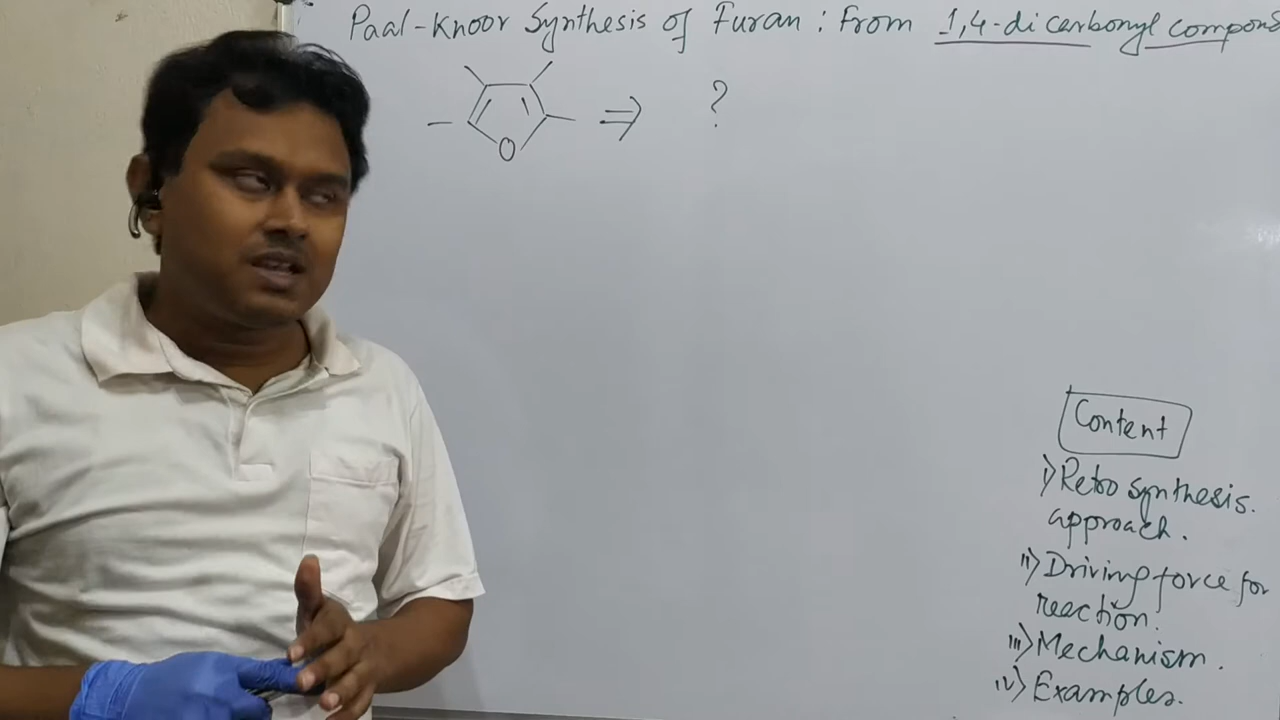 Paal-Knoor Synthesis of Furan : From 1,4-dicarbonyl compons
O ⇒ ?
Content
i) Retro synthesis.
approach.
ii) Driving force for
reaction.
iii) Mechanism.
iv) Examples.